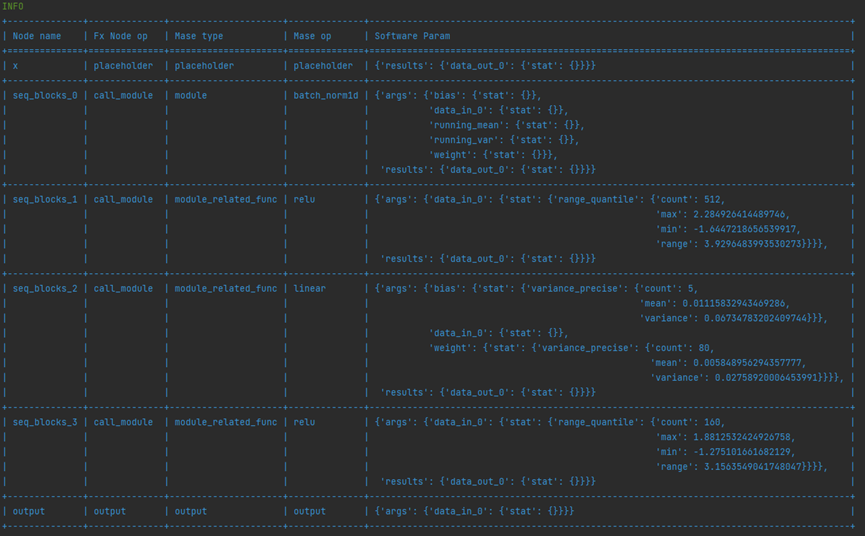 INFO
+--------------+--------------+---------------------+--------------+--------------------------------------------------------------------------------------+
| Node name    | Fx Node op   | Mase type           | Mase op      | Software Param                                                                       |
+==============+==============+=====================+==============+======================================================================================+
| x            | placeholder  | placeholder         | placeholder  | {'results': {'data_out_0': {'stat': {}}}} |
+--------------+--------------+---------------------+--------------+--------------------------------------------------------------------------------------+
| seq_blocks_0 | call_module  | module              | batch_norm1d | {'args': {'bias': {'stat': {}}, |
| | | | | 'data_in_0': {'stat': {}}, |
| | | | | 'running_mean': {'stat': {}}, |
| | | | | 'running_var': {'stat': {}}, |
| | | | | 'weight': {'stat': {}}}, |
| | | | | 'results': {'data_out_0': {'stat': {}}}} |
+--------------+--------------+---------------------+--------------+--------------------------------------------------------------------------------------+
| seq_blocks_1 | call_module  | module_related_func | relu         | {'args': {'data_in_0': {'stat': {'range_quantile': {'count': 512, |
| | | | | 'max': 2.284926414489746, |
| | | | | 'min': -1.6447218656539917, |
| | | | | 'range': 3.9296483993530273}}}}, |
| | | | | 'results': {'data_out_0': {'stat': {}}}} |
+--------------+--------------+---------------------+--------------+--------------------------------------------------------------------------------------+
| seq_blocks_2 | call_module  | module_related_func | linear       | {'args': {'bias': {'stat': {'variance_precise': {'count': 5, |
| | | | | 'mean': 0.01115832943469286, |
| | | | | 'variance': 0.06734783202409744}}}, |
| | | | | 'data_in_0': {'stat': {}}, |
| | | | | 'weight': {'stat': {'variance_precise': {'count': 80, |
| | | | | 'mean': 0.005848956294357777, |
| | | | | 'variance': 0.02758920006453991}}}}, |
| | | | | 'results': {'data_out_0': {'stat': {}}}} |
+--------------+--------------+---------------------+--------------+--------------------------------------------------------------------------------------+
| seq_blocks_3 | call_module  | module_related_func | relu         | {'args': {'data_in_0': {'stat': {'range_quantile': {'count': 160, |
| | | | | 'max': 1.8812532424926758, |
| | | | | 'min': -1.275101661682129, |
| | | | | 'range': 3.1563549041748047}}}}, |
| | | | | 'results': {'data_out_0': {'stat': {}}}} |
+--------------+--------------+---------------------+--------------+--------------------------------------------------------------------------------------+
| output       | output       | output              | output       | {'args': {'data_in_0': {'stat': {}}}} |
+--------------+--------------+---------------------+--------------+--------------------------------------------------------------------------------------+